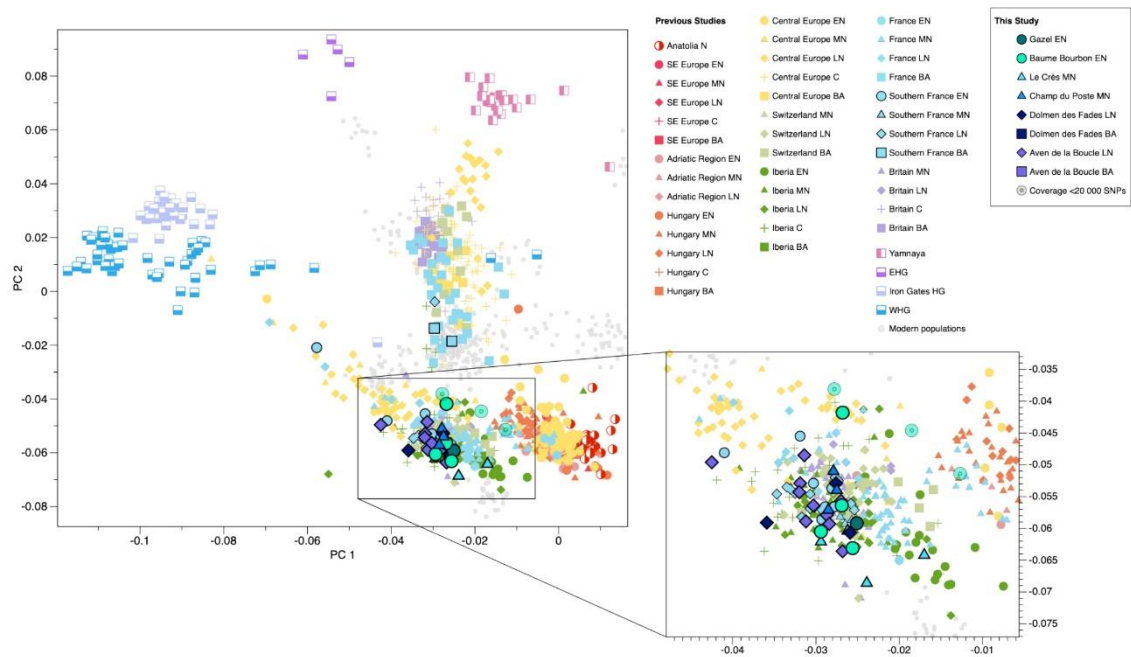 Previous Studies
Anatolia N
SE Europe EN
SE Europe MN
SE Europe LN
SE Europe C
SE Europe BA
Adriatic Region EN
Adriatic Region MN
Adriatic Region LN
Hungary EN
Hungary MN
Hungary LN
Hungary C
Hungary BA
Central Europe EN
Central Europe MN
Central Europe LN
Central Europe C
Central Europe BA
Switzerland MN
Switzerland LN
Switzerland BA
Iberia EN
Iberia MN
Iberia LN
Iberia C
Iberia BA
France EN
France MN
France LN
France BA
Southern France EN
Southern France MN
Southern France LN
Southern France BA
Britain MN
Britain LN
Britain C
Britain BA
Yamnaya
EHG
Iron Gates HG
WHG
Modern populations
This Study
Gazel EN
Baume Bourbon EN
Le Crès MN
Champ du Poste MN
Dolmen des Fades LN
Dolmen des Fades BA
Aven de la Boucle LN
Aven de la Boucle BA
Coverage <20 000 SNPs
PC 2
0.08
0.06
0.04
0.02
0
-0.02
-0.04
-0.06
-0.08
-0.1
-0.08
-0.06
-0.04
-0.02
0
PC 1
-0.035
-0.04
-0.045
-0.05
-0.055
-0.06
-0.065
-0.07
-0.075
-0.04
-0.03
-0.02
-0.01